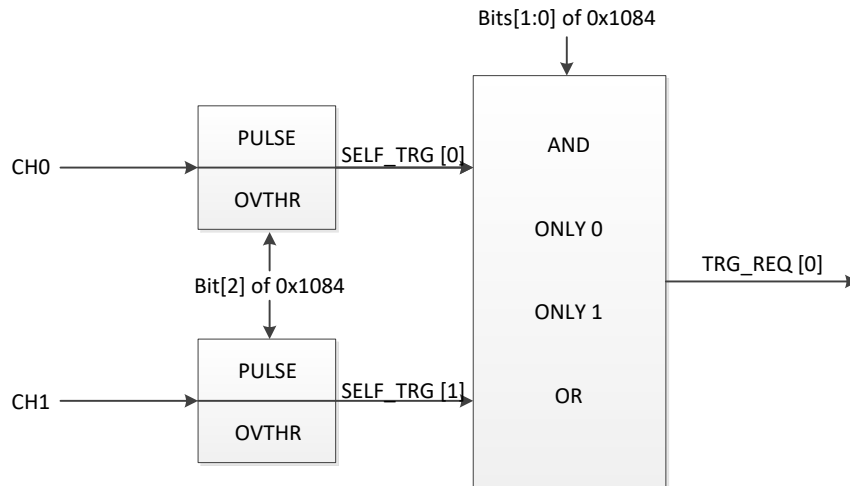 Bits[1:0] of 0x1084
PULSE
CH0
SELF_TRG [0]
OVTHR
AND
ONLY 0
TRG_REQ [0]
Bit[2] of 0x1084
ONLY 1
PULSE
CH1
SELF_TRG [1]
OVTHR
OR